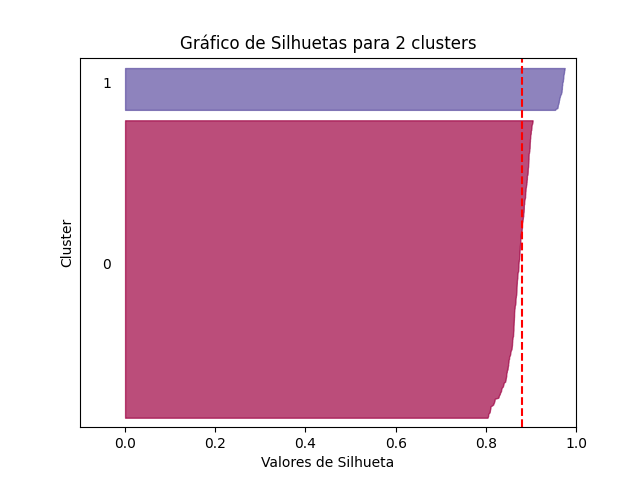 Gráfico de Silhuetas para 2 clusters
1
0
Cluster
0.0 0.2 0.4 0.6 0.8 1.0
Valores de Silhueta